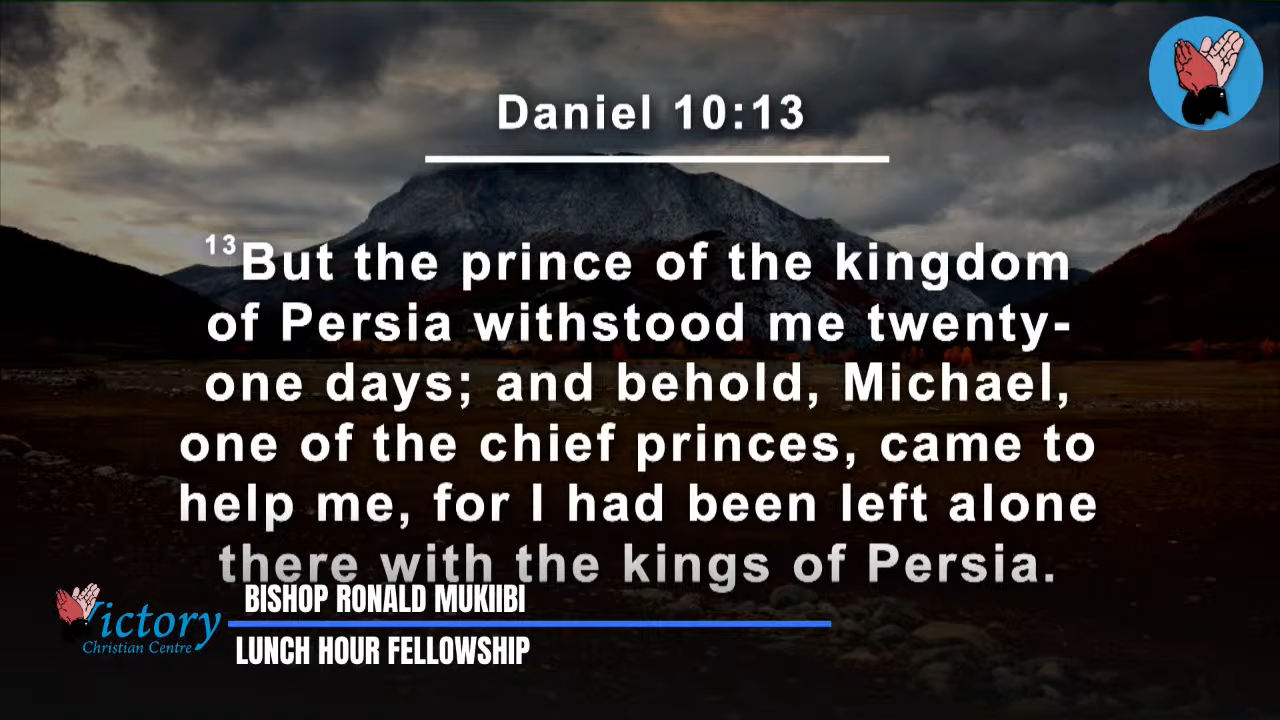 Daniel 10:13
13But the prince of the kingdom
of Persia withstood me twenty-
one days; and behold, Michael,
one of the chief princes, came to
help me, for I had been left alone
there with the kings of Persia.
BISHOP RONALD MUKIIBI
Victory
Christian Centre
LUNCH HOUR FELLOWSHIP